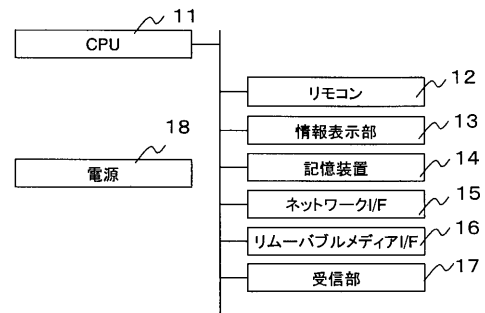 11
CPU
12
リモコン
13
情報表示部
18
14
電源
記憶装置
15
ネットワークI/F
16
リムーバブルメディアI/F
17
受信部